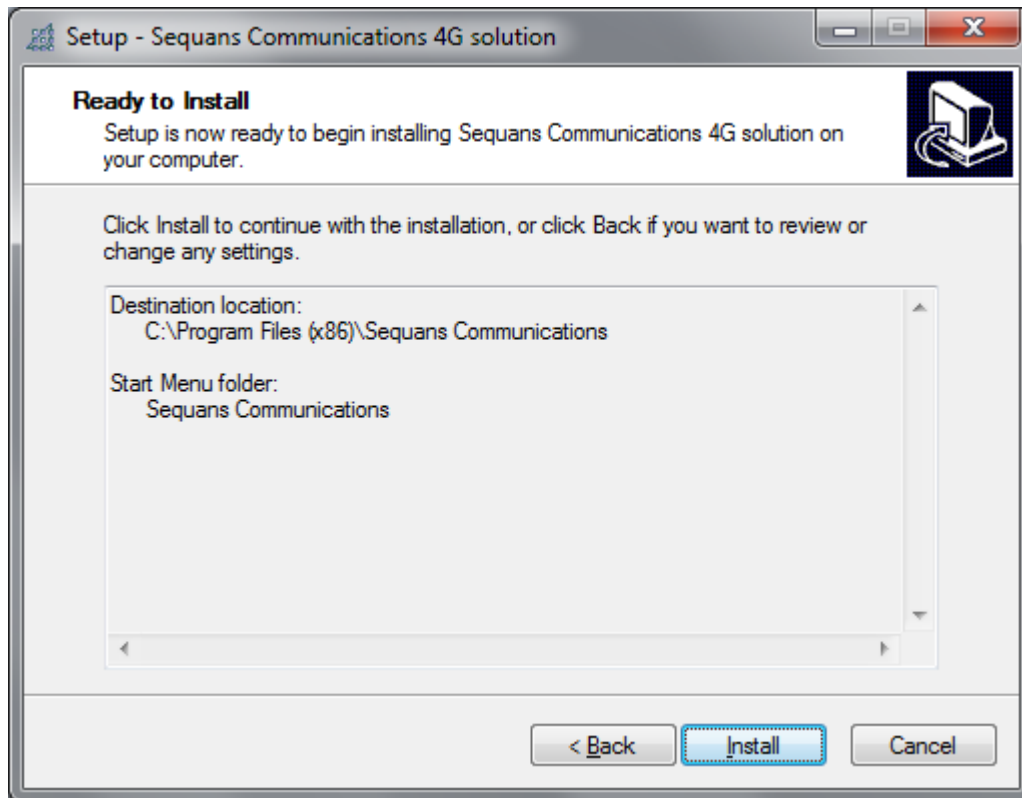 Setup - Sequans Communications 4G solution
Ready to Install
Setup is now ready to begin installing Sequans Communications 4G solution on
your computer.
Click Install to continue with the installation, or click Back if you want to review or
change any settings.
Destination location:
C:\Program Files (x86)\Sequans Communications
Start Menu folder:
Sequans Communications
< Back
Install
Cancel